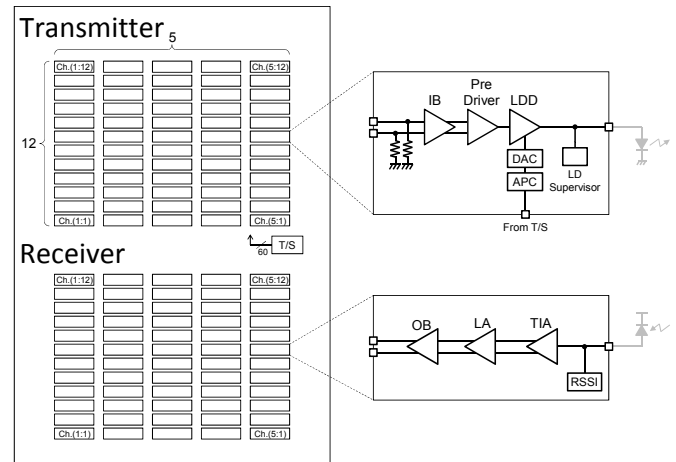 Transmitter
5
Ch.(1:12)
Ch.(5:12)
12
Ch.(1:1)
Ch.(5:1)
60
T/S
Pre
IB
Driver
LDD
DAC
APC
LD
Supervisor
From T/S
Receiver
Ch.(1:12)
Ch.(5:12)
Ch.(1:1)
Ch.(5:1)
OB
LA
TIA
RSSI